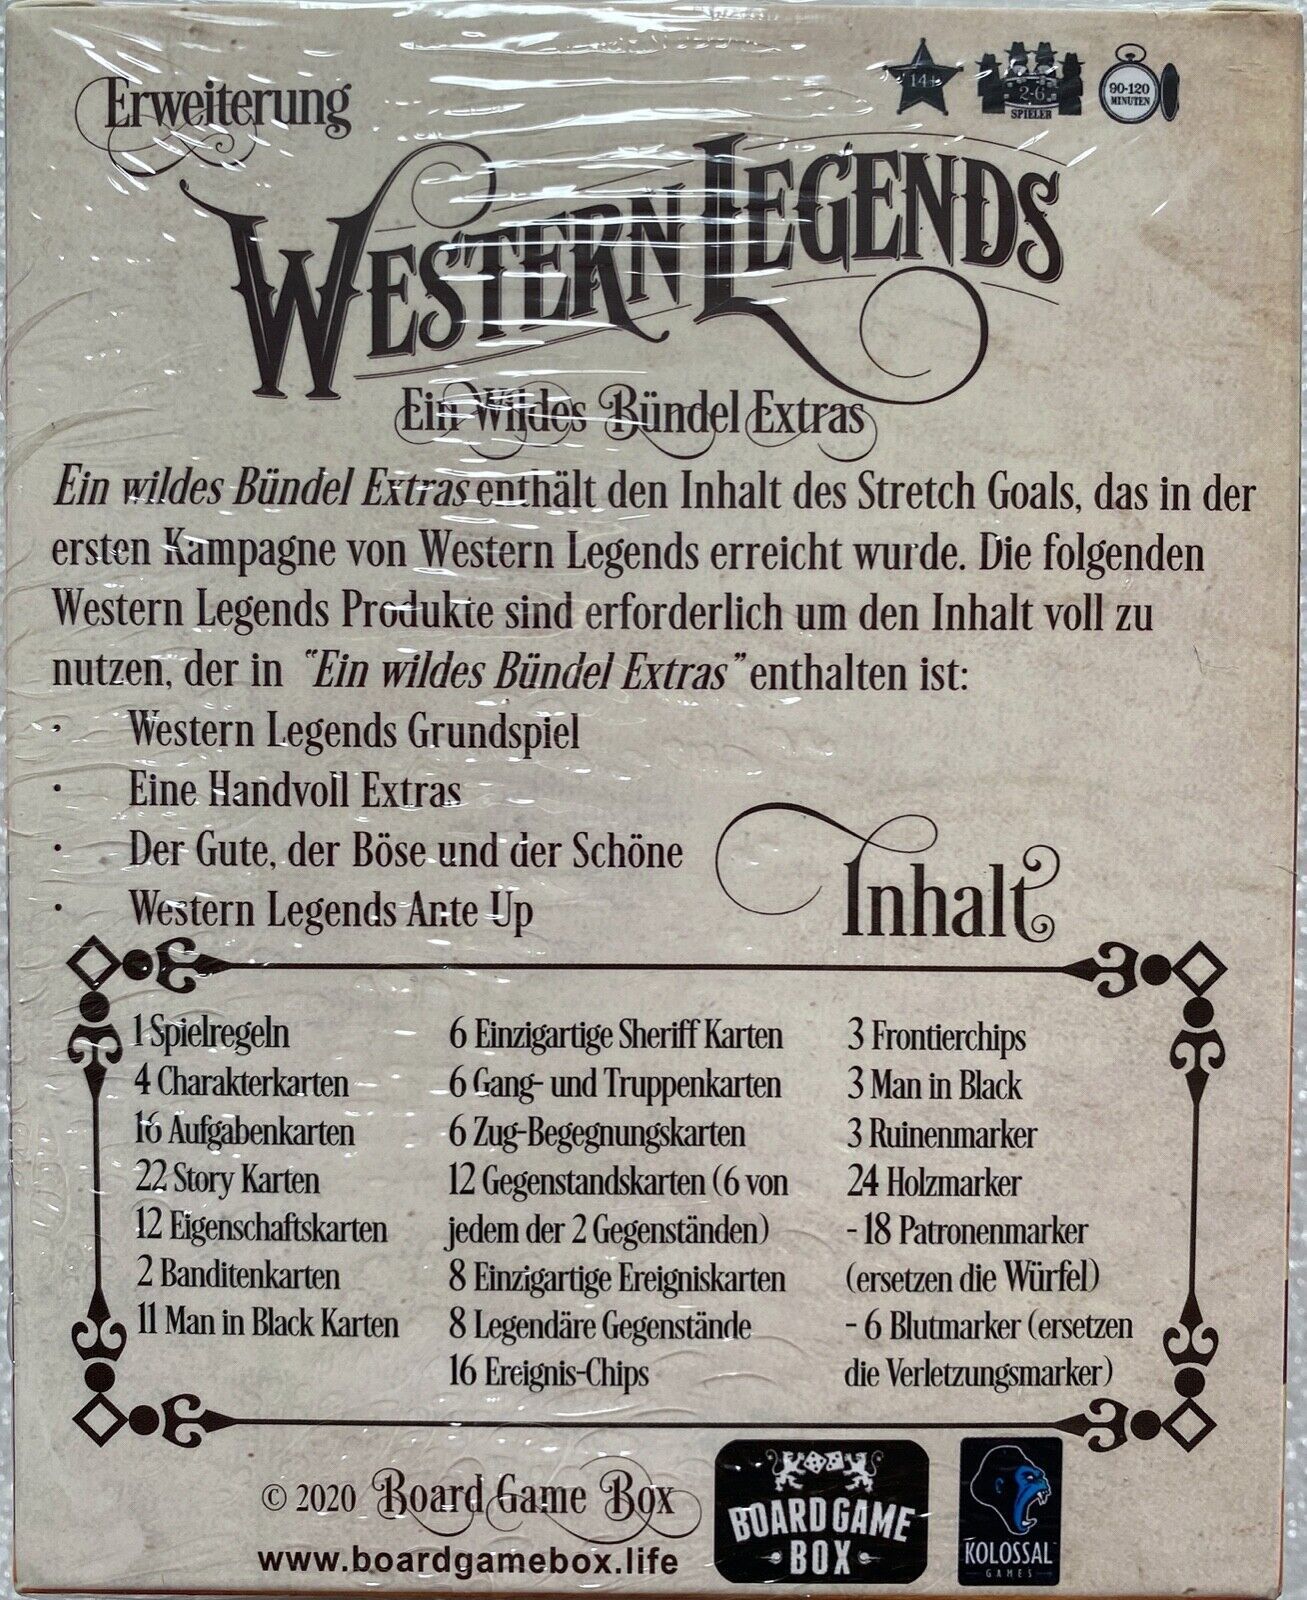 Erweiterung
14+
2-6
SPIELER
90-120
MINUTEN
WESTERN LEGENDS
Ein Wildes Bündel Extras
Ein wildes Bündel Extras enthält den Inhalt des Stretch Goals, das in der
ersten Kampagne von Western Legends erreicht wurde. Die folgenden
Western Legends Produkte sind erforderlich um den Inhalt voll zu
nutzen, der in "Ein wildes Bündel Extras" enthalten ist:
· Western Legends Grundspiel
· Eine Handvoll Extras
· Der Gute, der Böse und der Schöne
· Western Legends Ante Up
Inhalt
1 Spielregeln
4 Charakterkarten
16 Aufgabenkarten
22 Story Karten
12 Eigenschaftskarten
2 Banditenkarten
11 Man in Black Karten
6 Einzigartige Sheriff Karten
6 Gang- und Truppenkarten
6 Zug-Begegnungskarten
12 Gegenstandskarten (6 von
jedem der 2 Gegenständen)
8 Einzigartige Ereigniskarten
8 Legendäre Gegenstände
16 Ereignis-Chips
3 Frontierchips
3 Man in Black
3 Ruinenmarker
24 Holzmarker
- 18 Patronenmarker
(ersetzen die Würfel)
- 6 Blutmarker (ersetzen
die Verletzungsmarker)
© 2020 Board Game Box
www.boardgamebox.life
BOARD GAME
BOX
KOLOSSAL
GAMES